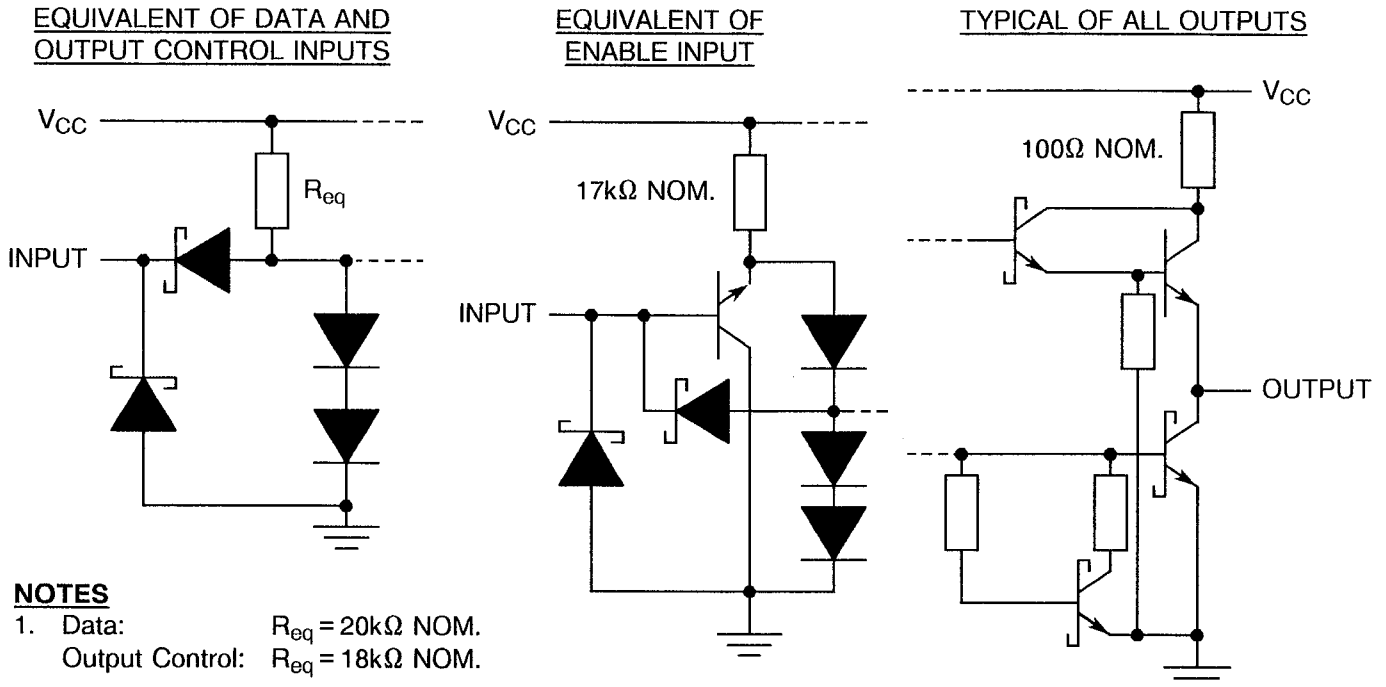 EQUIVALENT OF DATA AND
OUTPUT CONTROL INPUTS
VCC
Req
INPUT
EQUIVALENT OF
ENABLE INPUT
VCC
17kΩ NOM.
INPUT
TYPICAL OF ALL OUTPUTS
VCC
100Ω NOM.
OUTPUT
NOTES
1. Data: Req = 20kΩ NOM.
Output Control: Req = 18kΩ NOM.